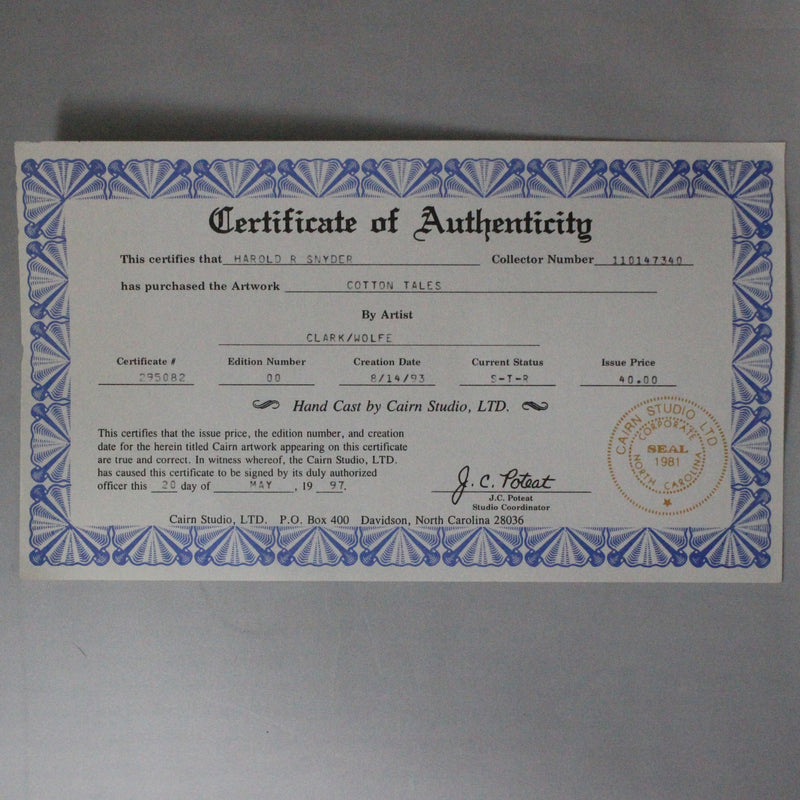 Certificate of Authenticity
This certifies that HAROLD R SNYDER Collector Number 110147340
has purchased the Artwork COTTON TALES
By Artist
CLARK/WOLFE
Certificate # Edition Number Creation Date Current Status Issue Price
295082 00 8/14/93 S-T-R 40.00
Hand Cast by Cairn Studio, LTD.
This certifies that the issue price, the edition number, and creation
date for the herein titled Cairn artwork appearing on this certificate
are true and correct. In witness whereof, the Cairn Studio, LTD.
has caused this certificate to be signed by its duly authorized
officer this 20 day of MAY, 19 97.
J. C. Poteat
J.C. Poteat
Studio Coordinator
CAIRN STUDIO LTD
CORPORATE
SEAL
1981
NORTH CAROLINA
Cairn Studio, LTD. P.O. Box 400 Davidson, North Carolina 28036